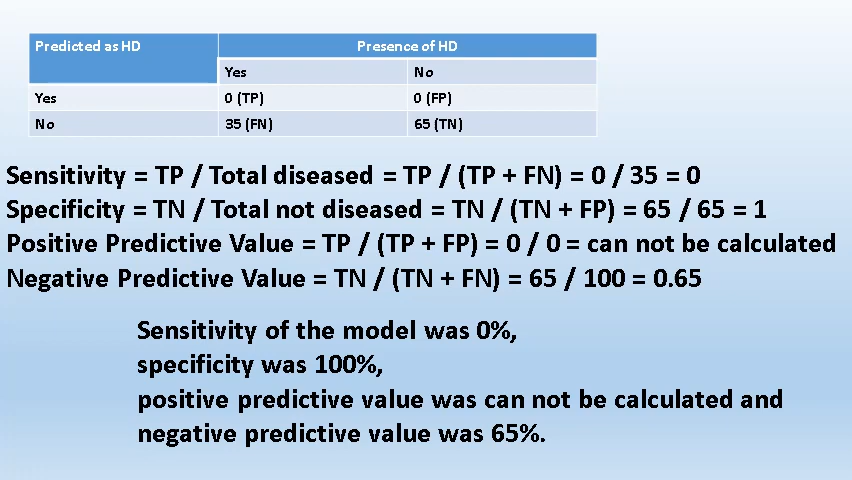 Predicted as HD Presence of HD
Yes No
Yes 0 (TP) 0 (FP)
No 35 (FN) 65 (TN)
Sensitivity = TP / Total diseased = TP / (TP + FN) = 0 / 35 = 0
Specificity = TN / Total not diseased = TN / (TN + FP) = 65 / 65 = 1
Positive Predictive Value = TP / (TP + FP) = 0 / 0 = can not be calculated
Negative Predictive Value = TN / (TN + FN) = 65 / 100 = 0.65
Sensitivity of the model was 0%,
specificity was 100%,
positive predictive value was can not be calculated and
negative predictive value was 65%.